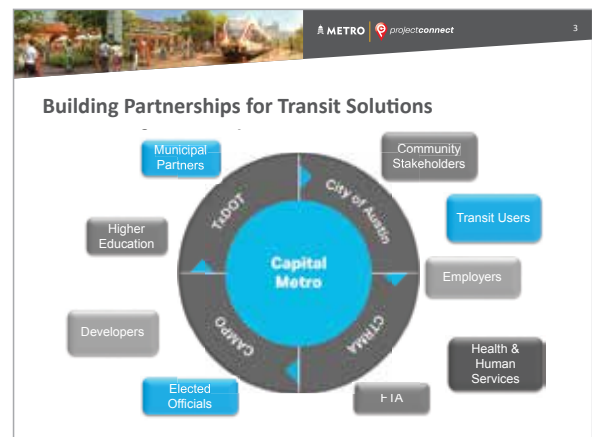 METRO projectconnect 3
Building Partnerships for Transit Solutions
Municipal
Partners
Community
Stakeholders
TxDOT
City of Austin
Transit Users
Higher
Education
Capital
Metro
Employers
Developers
CAMPO
CTRMA
Health &
Human
Services
Elected
Officials
FTA